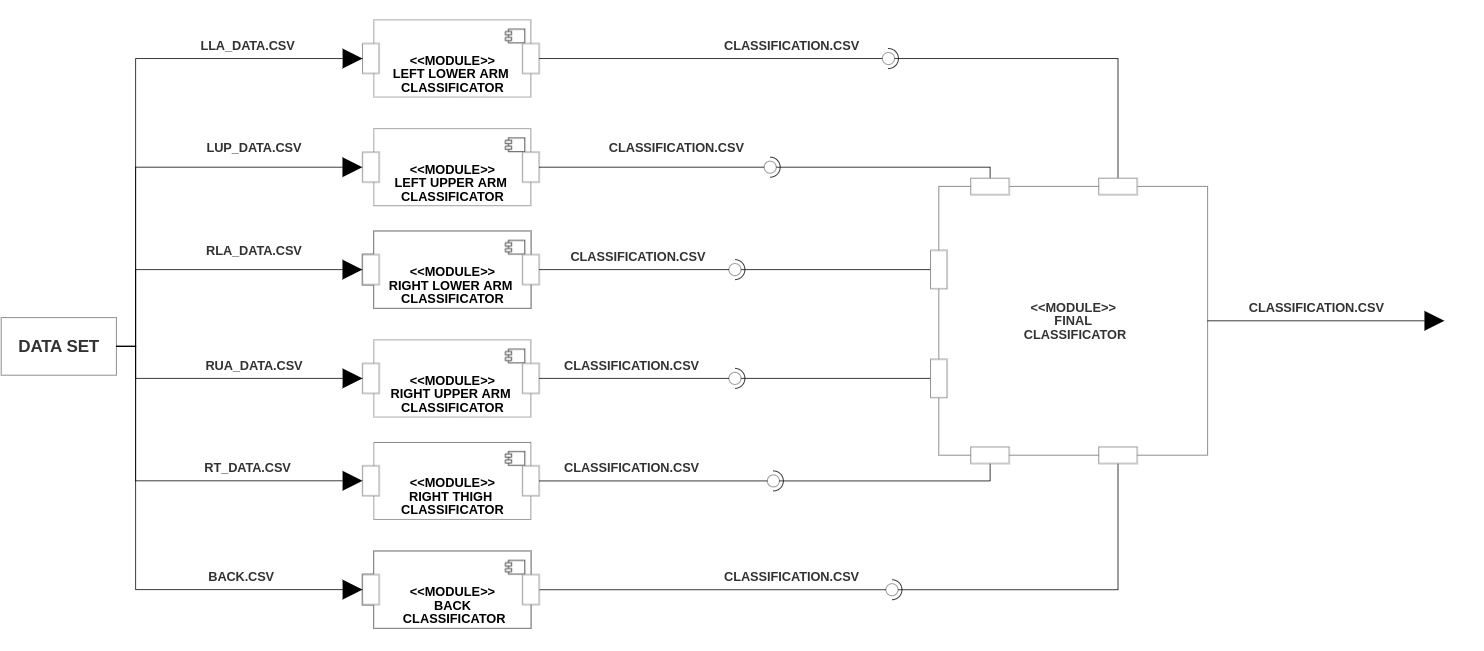 LLA_DATA.CSV
<<MODULE>>
LEFT LOWER ARM
CLASSIFICATOR
CLASSIFICATION.CSV
LUP_DATA.CSV
<<MODULE>>
LEFT UPPER ARM
CLASSIFICATOR
CLASSIFICATION.CSV
RLA_DATA.CSV
<<MODULE>>
RIGHT LOWER ARM
CLASSIFICATOR
CLASSIFICATION.CSV
DATA SET
<<MODULE>>
FINAL
CLASSIFICATOR
CLASSIFICATION.CSV
RUA_DATA.CSV
<<MODULE>>
RIGHT UPPER ARM
CLASSIFICATOR
CLASSIFICATION.CSV
RT_DATA.CSV
<<MODULE>>
RIGHT THIGH
CLASSIFICATOR
CLASSIFICATION.CSV
BACK.CSV
<<MODULE>>
BACK
CLASSIFICATOR
CLASSIFICATION.CSV